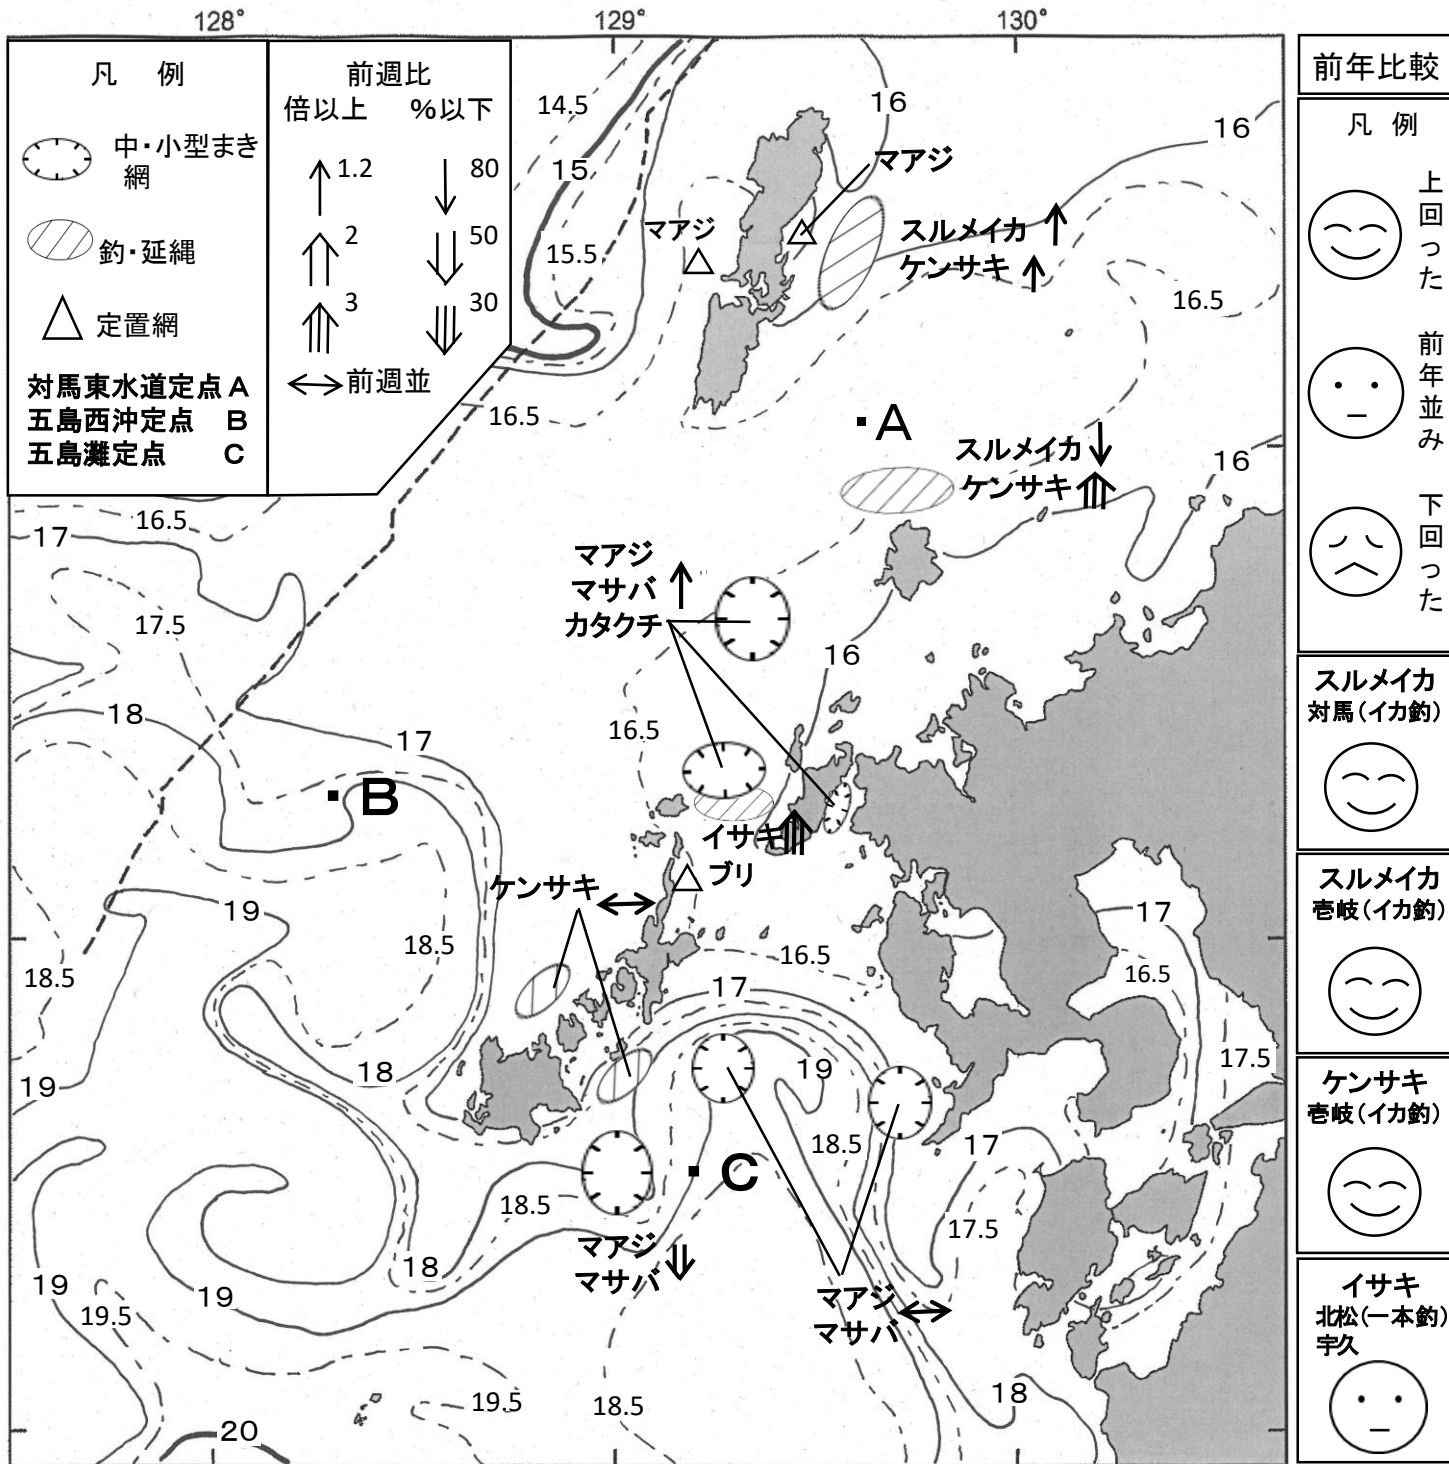 128° 129° 130°
凡 例
中・小型まき
網
釣・延縄
定置網
対馬東水道定点 A
五島西沖定点 B
五島灘定点 C
前週比
倍以上 %以下
1.2 80
2 50
3 30
前週並
前年比較
凡 例
上回った
前年並み
下回った
スルメイカ
対馬(イカ釣)
スルメイカ
壱岐(イカ釣)
ケンサキ
壱岐(イカ釣)
イサキ
北松(一本釣)
宇久
14.5
15
15.5
16
16
マアジ
マアジ
スルメイカ
ケンサキ
16.5
16.5
A
スルメイカ
ケンサキ
16
16.5
17
マアジ
マサバ
カタクチ
17.5
16
18
17
16.5
B
イサキ
ブリ
ケンサキ
19
18.5
18.5
17
16.5
16.5
17
17.5
18
19
19
18.5
17
C
18.5
17.5
マアジ
マサバ
18
19
19
19.5
マアジ
マサバ
19.5
18.5
18
20